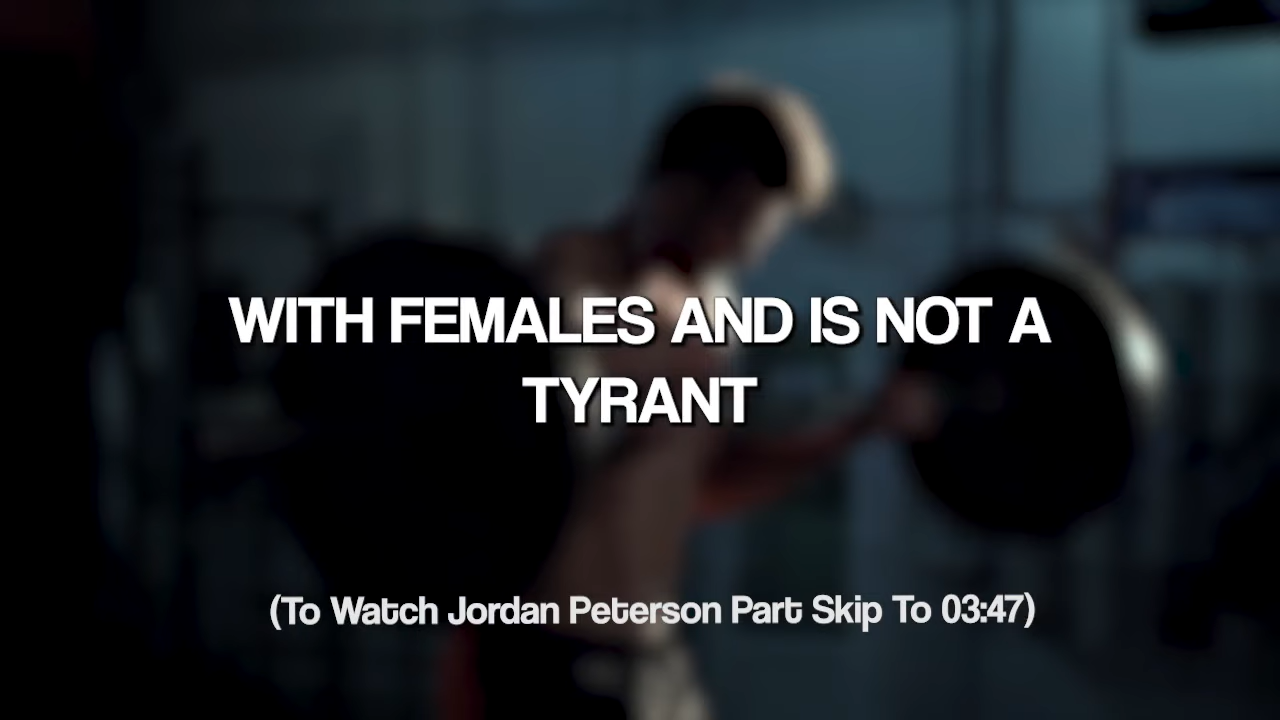 WITH FEMALES AND IS NOT A
TYRANT
(To Watch Jordan Peterson Part Skip To 03:47)